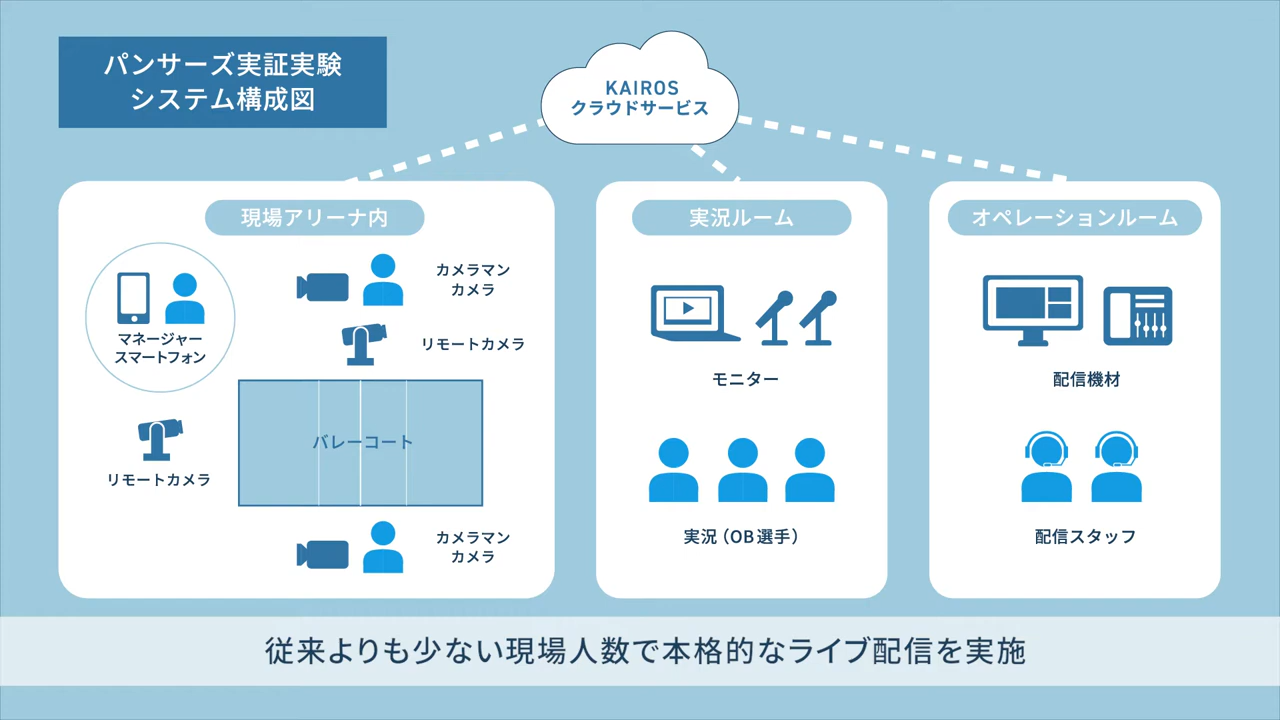 パンサーズ実証実験
システム構成図
KAIROS
クラウドサービス
現場アリーナ内
マネージャー
スマートフォン
カメラマン
カメラ
リモートカメラ
バレーコート
リモートカメラ
カメラマン
カメラ
実況ルーム
モニター
実況（OB選手）
オペレーションルーム
配信機材
配信スタッフ
従来よりも少ない現場人数で本格的なライブ配信を実施